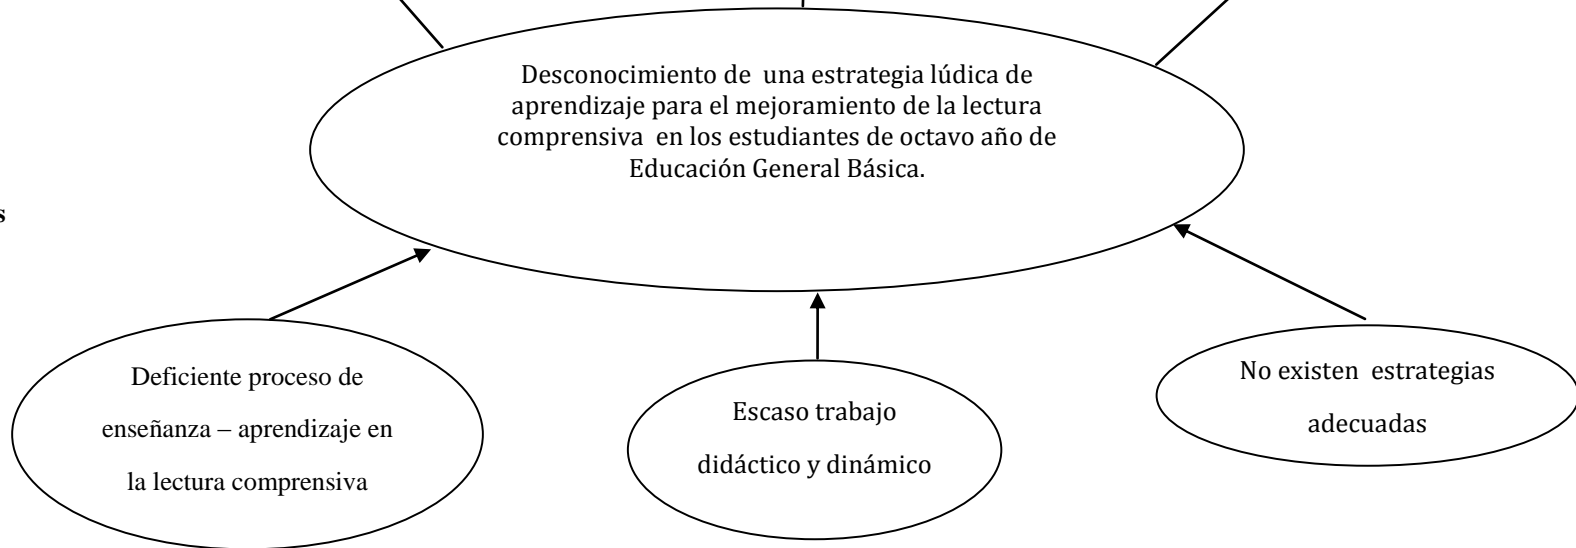 Desconocimiento de una estrategia lúdica de
aprendizaje para el mejoramiento de la lectura
comprensiva en los estudiantes de octavo año de
Educación General Básica.
s
Deficiente proceso de
enseñanza – aprendizaje en
la lectura comprensiva
Escaso trabajo
didáctico y dinámico
No existen estrategias
adecuadas